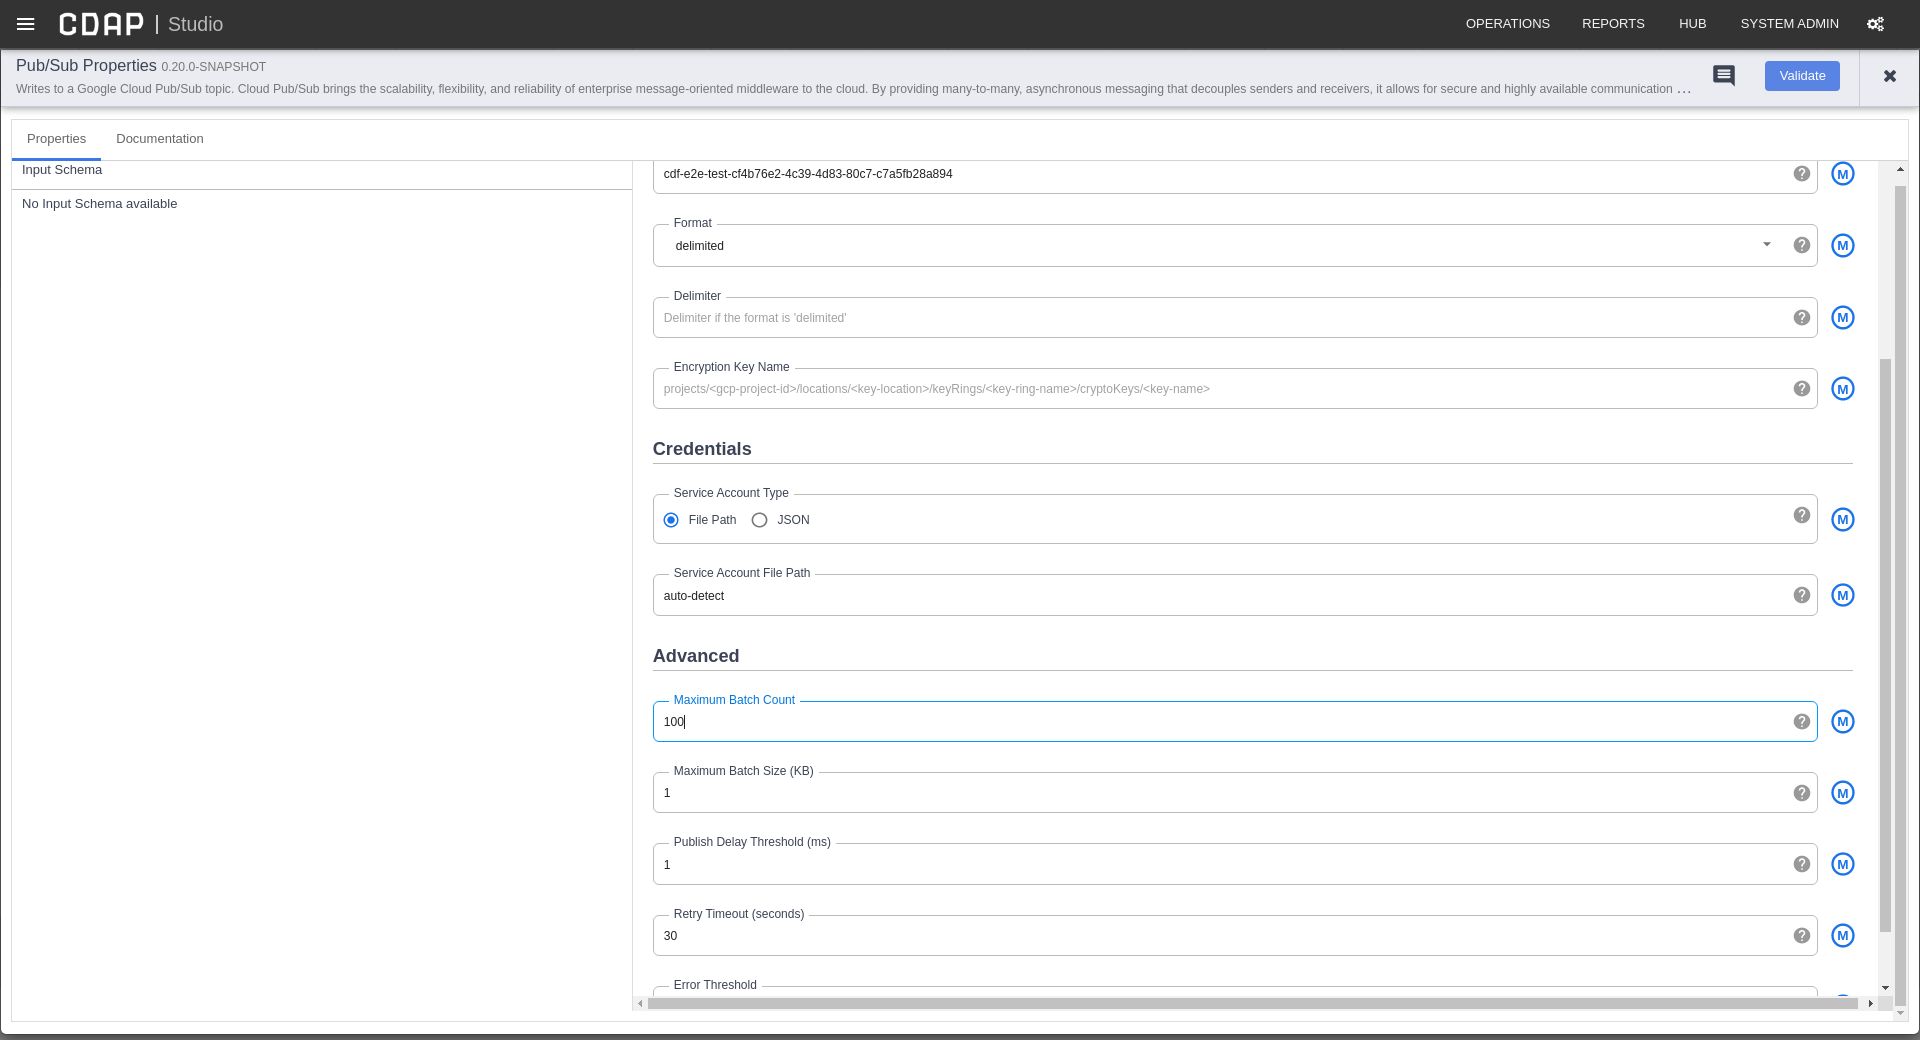 CDAP | Studio
OPERATIONS REPORTS HUB SYSTEM ADMIN
Pub/Sub Properties 0.20.0-SNAPSHOT
Writes to a Google Cloud Pub/Sub topic. Cloud Pub/Sub brings the scalability, flexibility, and reliability of enterprise message-oriented middleware to the cloud. By providing many-to-many, asynchronous messaging that decouples senders and receivers, it allows for secure and highly available communication ...
Validate
Properties Documentation
Input Schema
No Input Schema available
cdf-e2e-test-cf4b76e2-4c39-4d83-80c7-c7a5fb28a894
? M
Format
delimited
? M
Delimiter
Delimiter if the format is 'delimited'
? M
Encryption Key Name
projects/<gcp-project-id>/locations/<key-location>/keyRings/<key-ring-name>/cryptoKeys/<key-name>
? M
Credentials
Service Account Type
File Path JSON
? M
Service Account File Path
auto-detect
? M
Advanced
Maximum Batch Count
100
? M
Maximum Batch Size (KB)
1
? M
Publish Delay Threshold (ms)
1
? M
Retry Timeout (seconds)
30
? M
Error Threshold